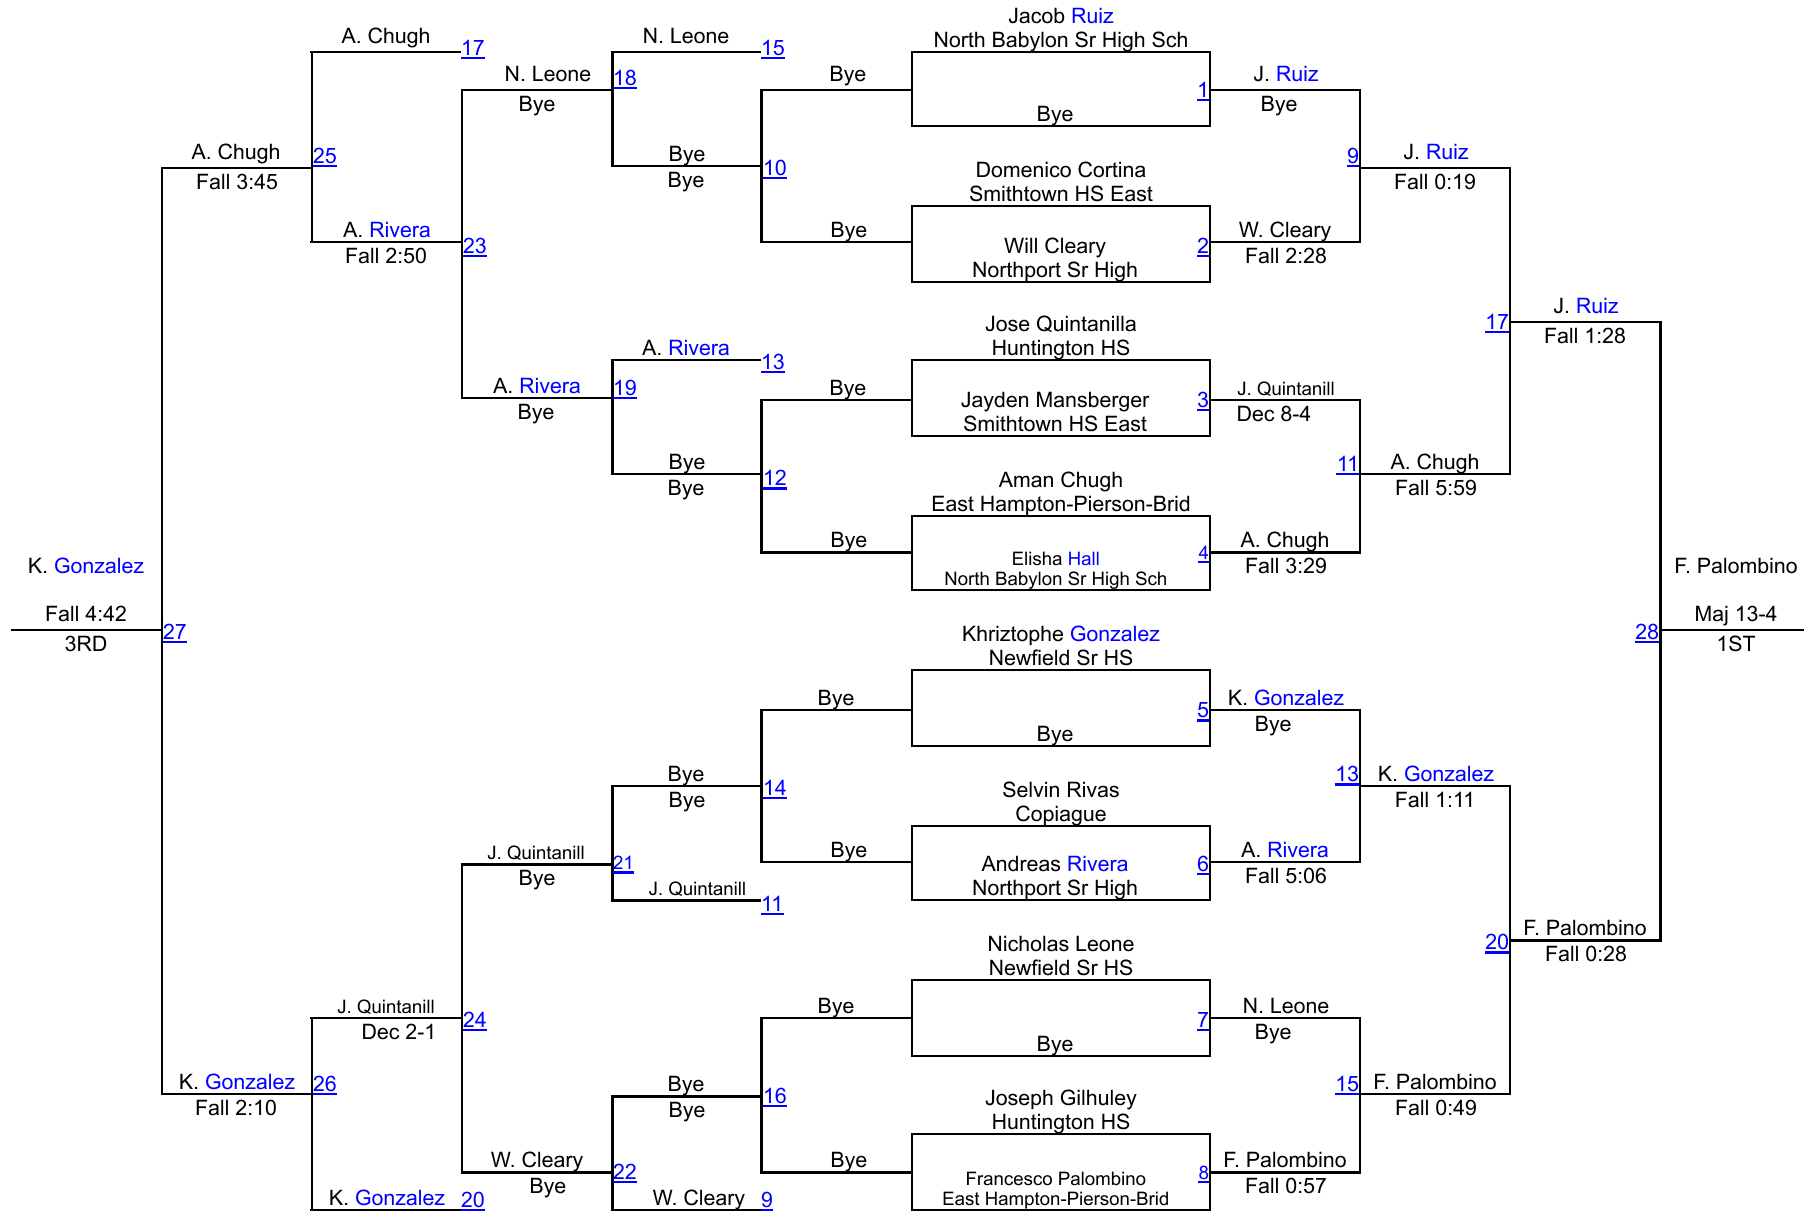 Jacob Ruiz
A. Chugh
N. Leone
North Babylon Sr High Sch
17
15
N. Leone
18
Bye
J. Ruiz
1
Bye
Bye
Bye
A. Chugh
25
Bye
10
9
J. Ruiz
Fall 3:45
Bye
Domenico Cortina
Fall 0:19
Smithtown HS East
A. Rivera
23
Bye
Will Cleary
2
W. Cleary
Fall 2:50
Northport Sr High
Fall 2:28
J. Ruiz
Jose Quintanilla
17
Fall 1:28
Huntington HS
A. Rivera
13
A. Rivera
19
Bye
Jayden Mansberger
3
J. Quintanill
Bye
Smithtown HS East
Dec 8-4
Bye
12
Aman Chugh
11
A. Chugh
Bye
East Hampton-Pierson-Brid
Fall 5:59
Bye
Elisha Hall
4
A. Chugh
North Babylon Sr High Sch
Fall 3:29
K. Gonzalez
F. Palombino
Fall 4:42
27
28
Maj 13-4
3RD
1ST
Khriztophe Gonzalez
Newfield Sr HS
Bye
5
K. Gonzalez
Bye
Bye
Bye
14
Selvin Rivas
13
K. Gonzalez
Bye
Copiague
Fall 1:11
J. Quintanill
21
Bye
Andreas Rivera
6
A. Rivera
Bye
J. Quintanill
11
Northport Sr High
Fall 5:06
Nicholas Leone
20
F. Palombino
Newfield Sr HS
Fall 0:28
J. Quintanill
24
Bye
7
N. Leone
Dec 2-1
Bye
Bye
K. Gonzalez
26
Bye
16
Joseph Gilhuley
15
F. Palombino
Fall 2:10
Bye
Huntington HS
Fall 0:49
W. Cleary
22
Bye
Francesco Palombino
8
F. Palombino
Bye
East Hampton-Pierson-Brid
Fall 0:57
K. Gonzalez
20
W. Cleary
9